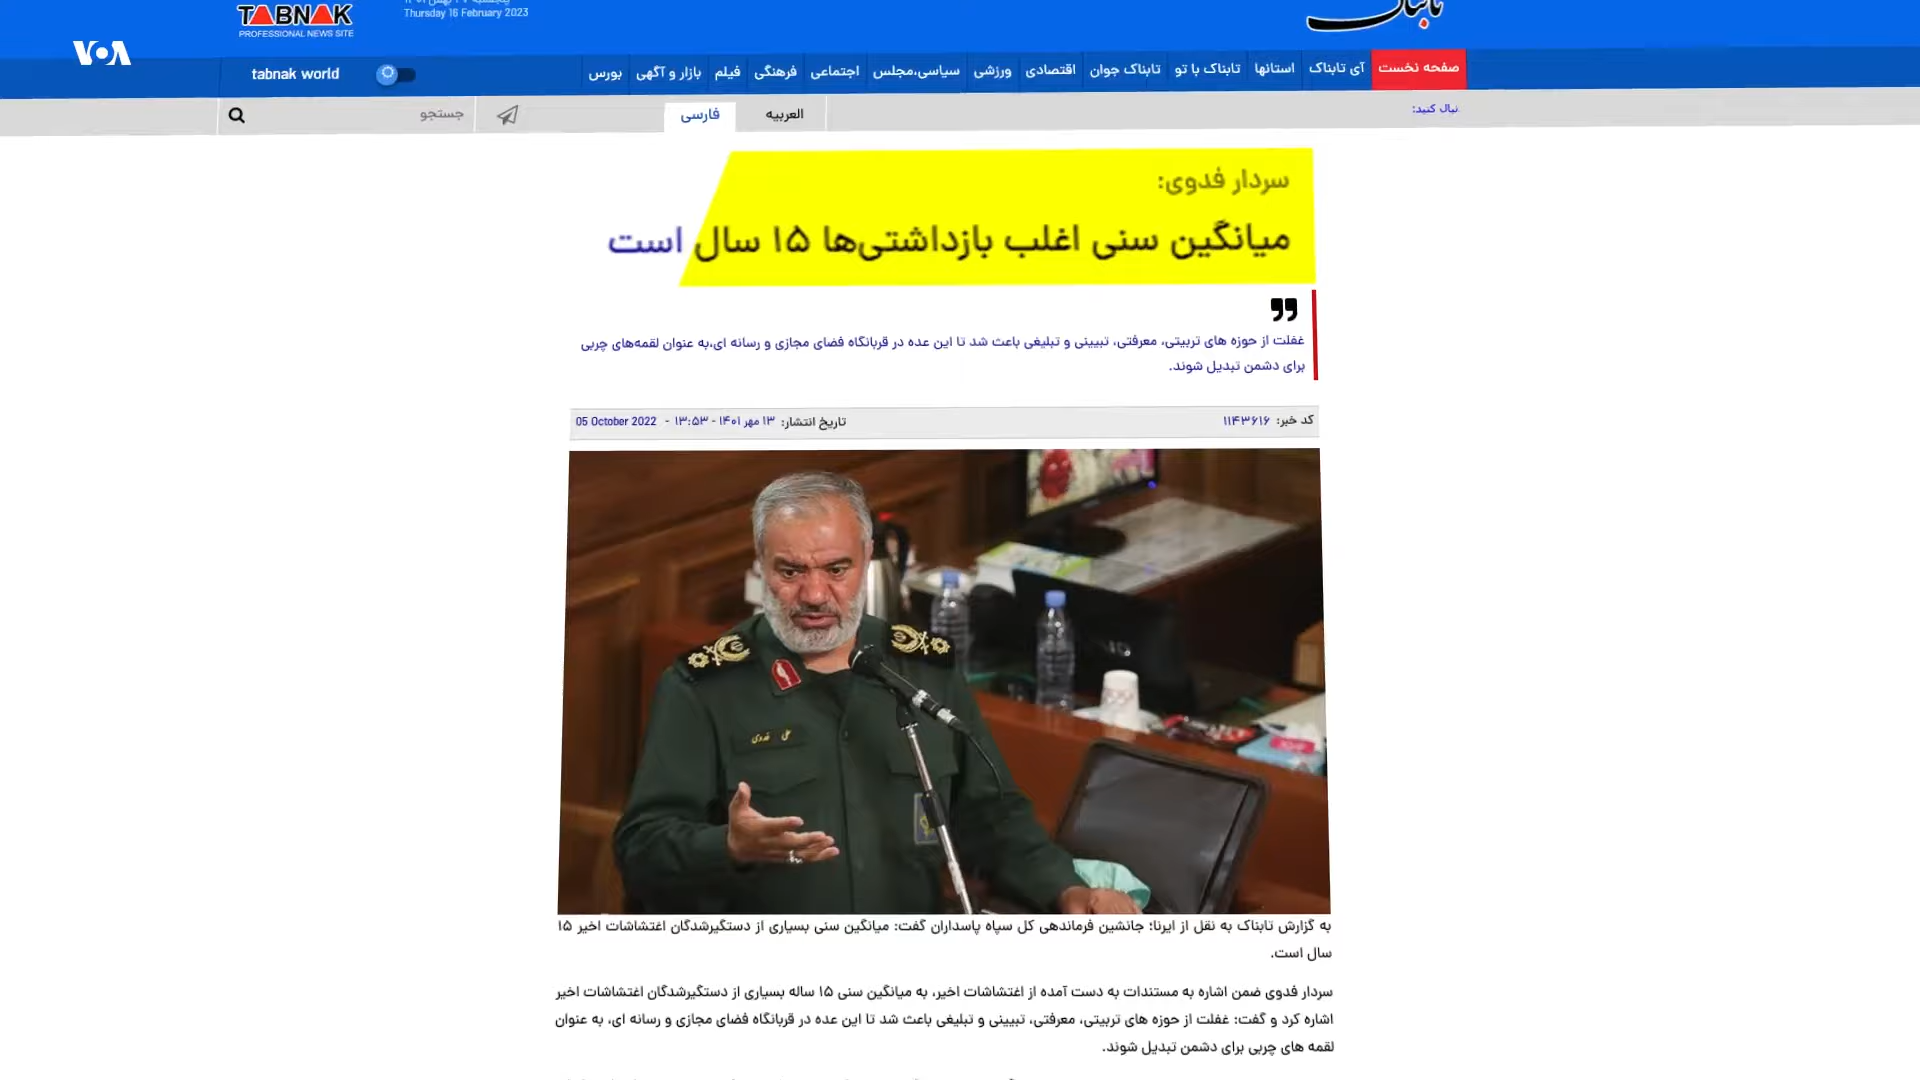 TABNAK
PROFESSIONAL NEWS SITE
Thursday 16 February 2023
VOA
صفحه نخست
آی تابناک
استانها
تابناک با تو
تابناک جوان
اقتصادی
ورزشی
سیاسی،مجلس
اجتماعی
فرهنگی
فیلم
بازار و آگهی
بورس
tabnak world
العربیه
فارسی
جستجو
سردار فدوی:
میانگین سنی اغلب بازداشتی‌ها ۱۵ سال است
غفلت از حوزه های تربیتی، معرفتی، تبیینی و تبلیغی باعث شد تا این عده در قربانگاه فضای مجازی و رسانه ای،به عنوان لقمه‌های چربی
برای دشمن تبدیل شوند.
کد خبر: ۱۱۴۳۶۱۶
تاریخ انتشار: ۱۳ مهر ۱۴۰۱ - ۱۳:۵۳ - 05 October 2022
علی فدوی
به گزارش تابناک به نقل از ایرنا؛ جانشین فرماندهی کل سپاه پاسداران گفت: میانگین سنی بسیاری از دستگیرشدگان اغتشاشات اخیر ۱۵
سال است.
سردار فدوی ضمن اشاره به مستندات به دست آمده از اغتشاشات اخیر، به میانگین سنی ۱۵ ساله بسیاری از دستگیرشدگان اغتشاشات اخیر
اشاره کرد و گفت: غفلت از حوزه های تربیتی، معرفتی، تبیینی و تبلیغی باعث شد تا این عده در قربانگاه فضای مجازی و رسانه ای، به عنوان
لقمه های چربی برای دشمن تبدیل شوند.